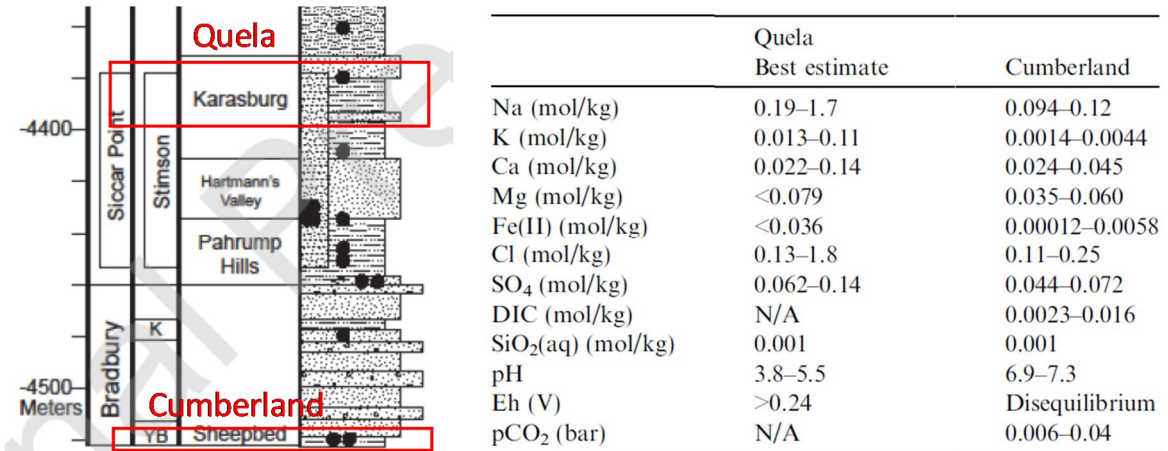 Quela
Karasburg
-4400
Siccar Point
Stimson
Hartmann's
Valley
Pahrump
Hills
K
Bradbury
-4500
Meters
Cumberland
YB Sheepbed
Quela
Best estimate Cumberland
Na (mol/kg) 0.19–1.7 0.094–0.12
K (mol/kg) 0.013–0.11 0.0014–0.0044
Ca (mol/kg) 0.022–0.14 0.024–0.045
Mg (mol/kg) <0.079 0.035–0.060
Fe(II) (mol/kg) <0.036 0.00012–0.0058
Cl (mol/kg) 0.13–1.8 0.11–0.25
SO₄ (mol/kg) 0.062–0.14 0.044–0.072
DIC (mol/kg) N/A 0.0023–0.016
SiO₂(aq) (mol/kg) 0.001 0.001
pH 3.8–5.5 6.9–7.3
Eh (V) >0.24 Disequilibrium
pCO₂ (bar) N/A 0.006–0.04